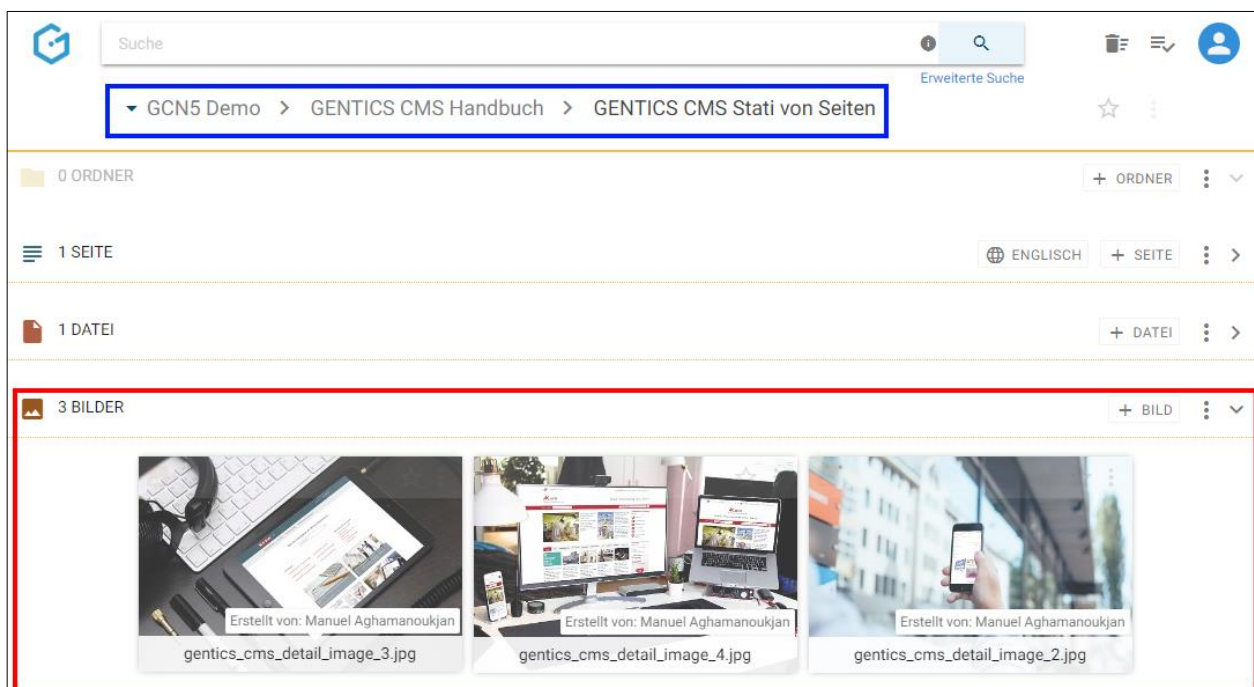 Suche
Erweiterte Suche
GCN5 Demo > GENTICS CMS Handbuch > GENTICS CMS Stati von Seiten
0 ORDNER + ORDNER
1 SEITE ENGLISCH + SEITE
1 DATEI + DATEI
3 BILDER + BILD
Erstellt von: Manuel Aghamanoukjan Erstellt von: Manuel Aghamanoukjan Erstellt von: Manuel Aghamanoukjan
gentics_cms_detail_image_3.jpg gentics_cms_detail_image_4.jpg gentics_cms_detail_image_2.jpg